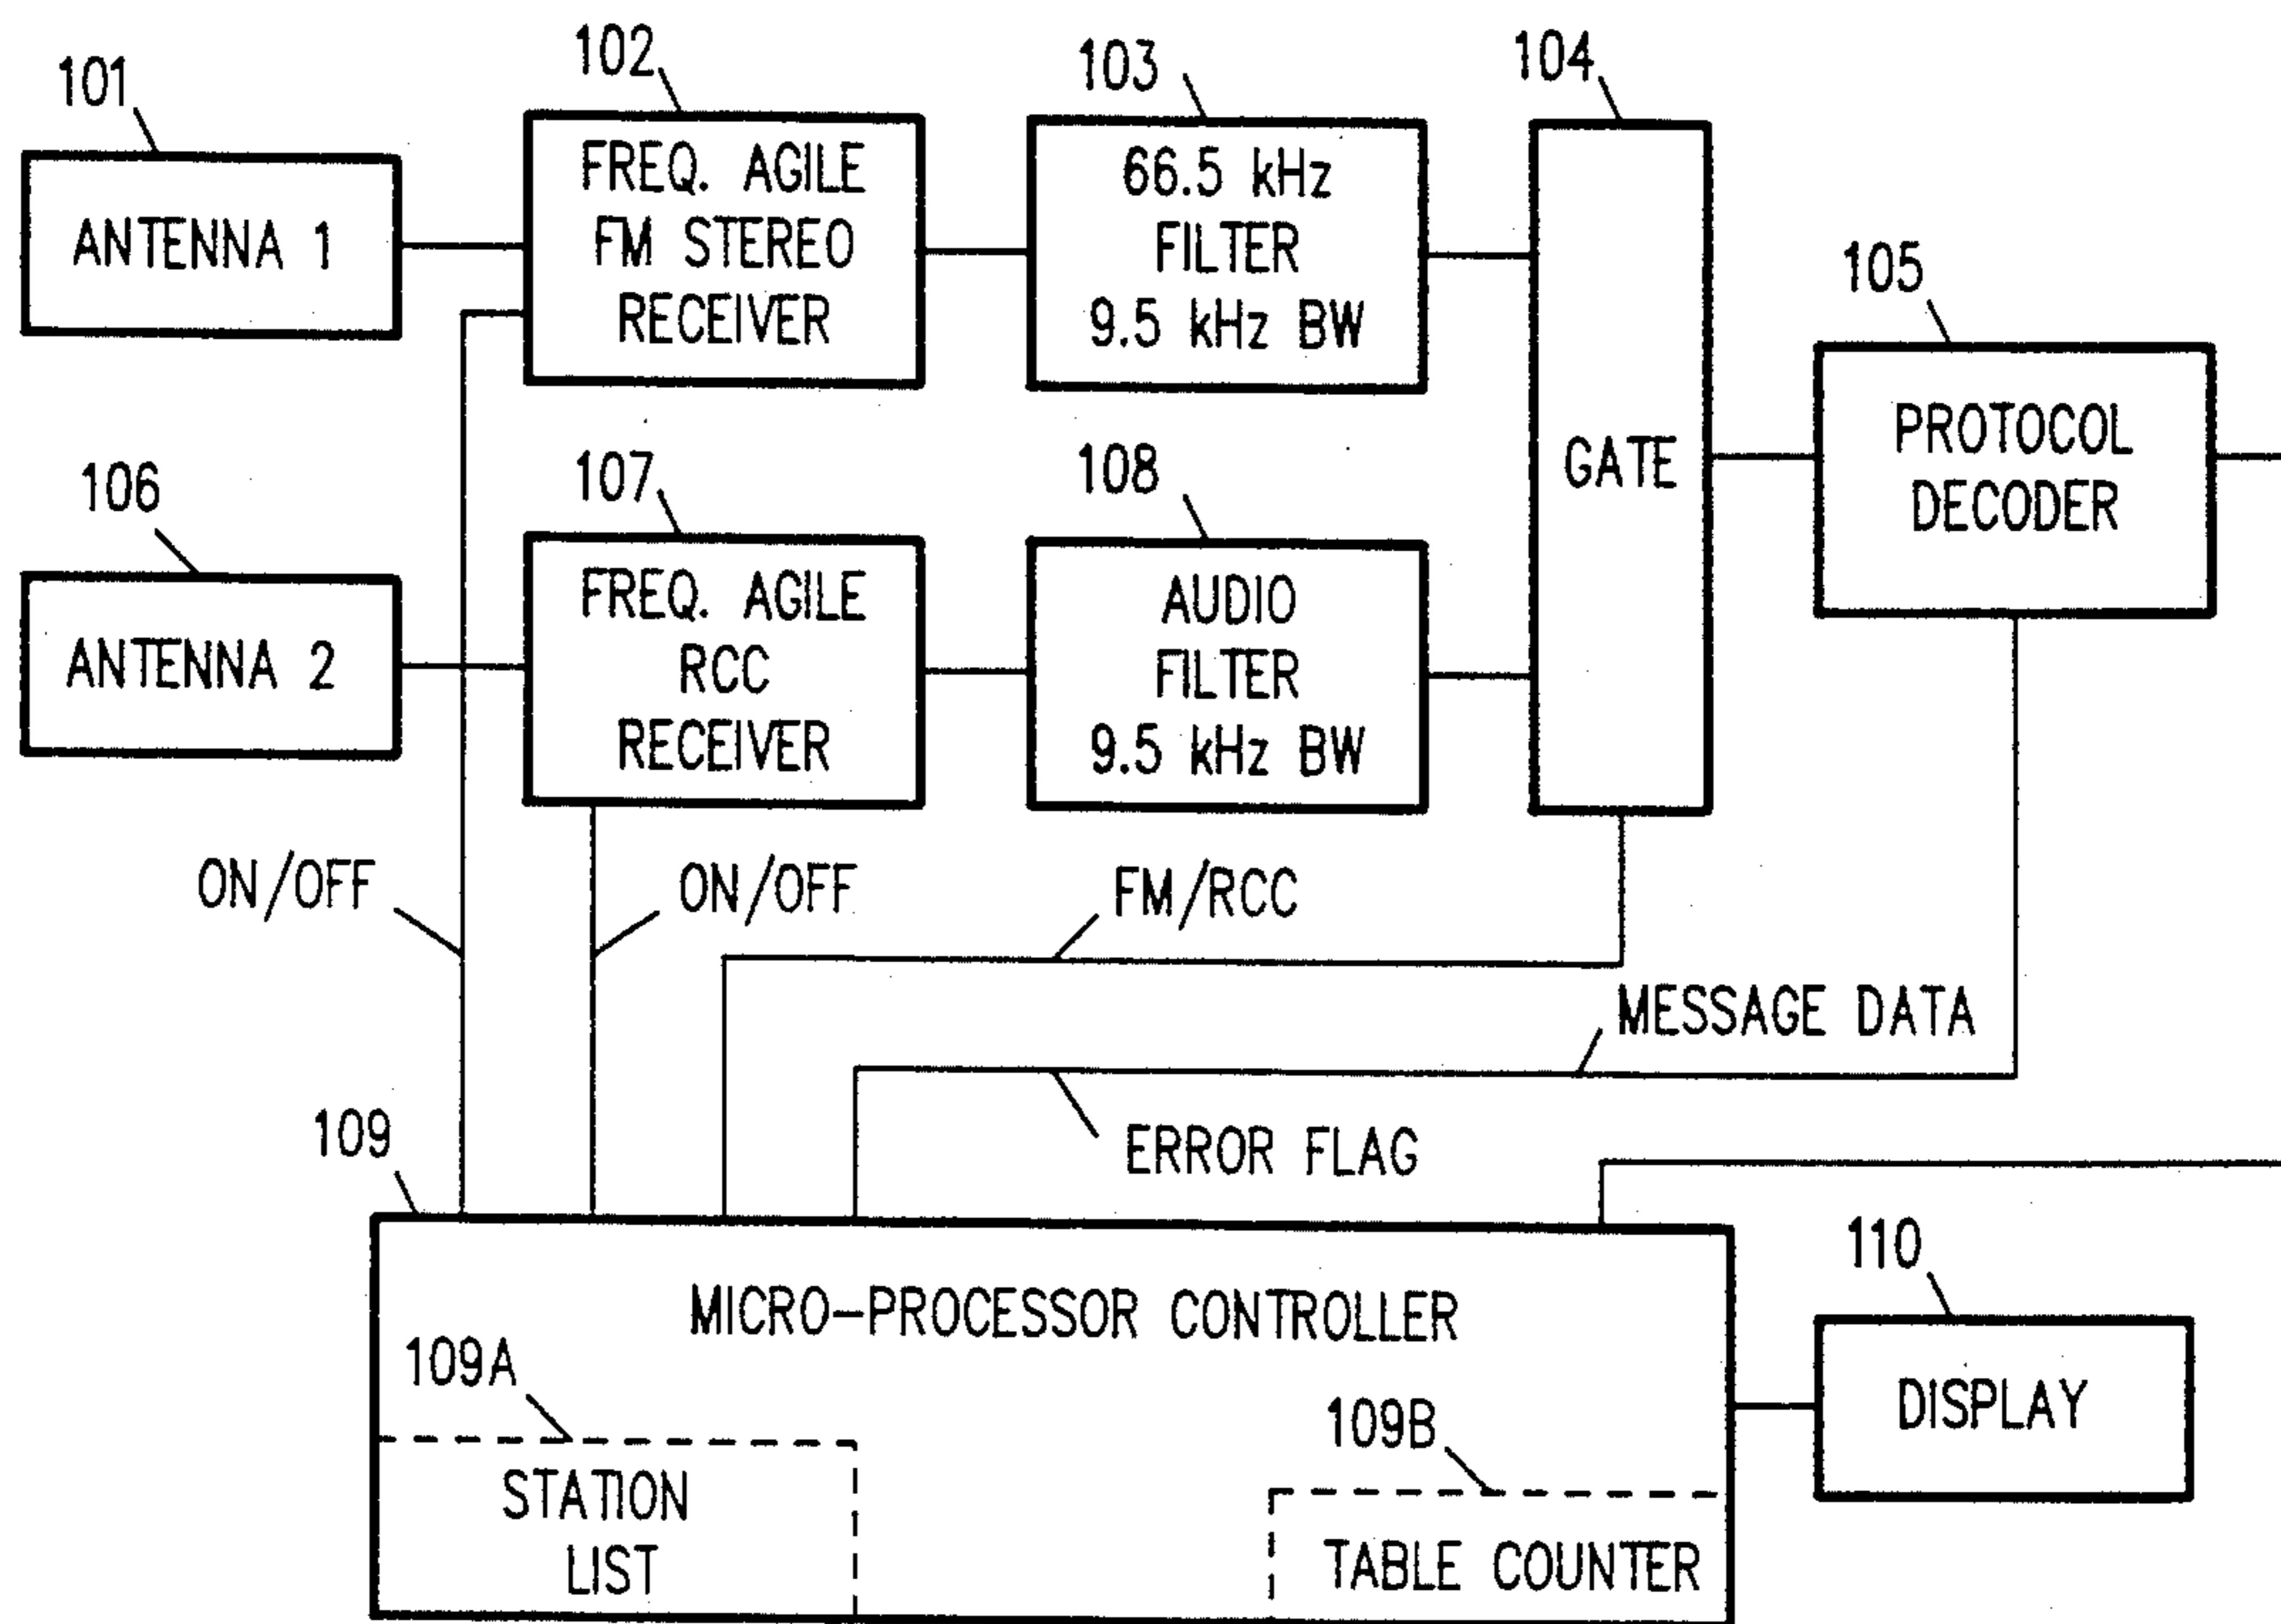 101
102
103
104
ANTENNA 1
FREQ. AGILE
FM STEREO
RECEIVER
66.5 kHz
FILTER
9.5 kHz BW
GATE
105
PROTOCOL
DECODER
106
107
108
ANTENNA 2
FREQ. AGILE
RCC
RECEIVER
AUDIO
FILTER
9.5 kHz BW
ON/OFF
ON/OFF
FM/RCC
MESSAGE DATA
ERROR FLAG
109
MICRO-PROCESSOR CONTROLLER
109A
STATION
LIST
109B
TABLE COUNTER
110
DISPLAY